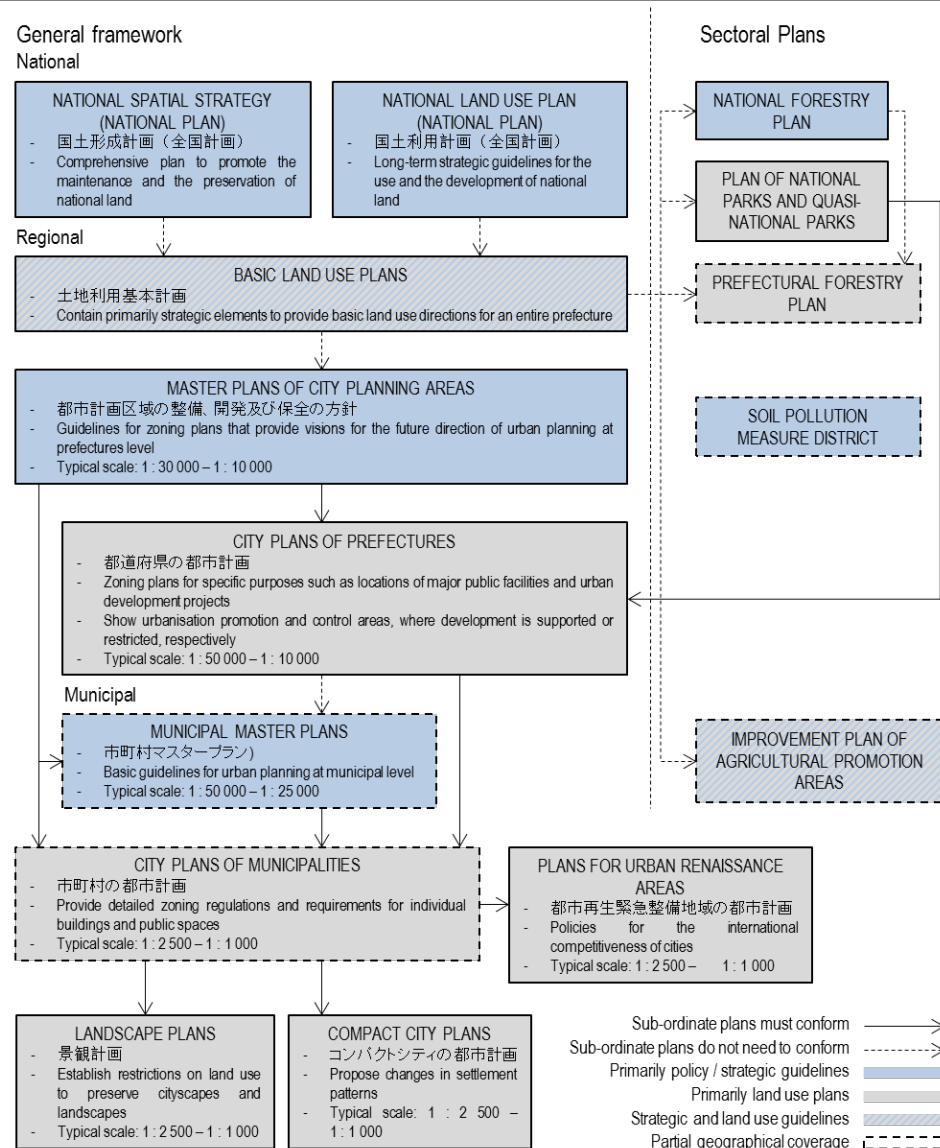 General framework
National
NATIONAL SPATIAL STRATEGY
(NATIONAL PLAN)
- 国土形成計画（全国計画）
- Comprehensive plan to promote the
maintenance and the preservation of
national land
NATIONAL LAND USE PLAN
(NATIONAL PLAN)
- 国土利用計画（全国計画）
- Long-term strategic guidelines for the
use and the development of national
land
Regional
BASIC LAND USE PLANS
- 土地利用基本計画
- Contain primarily strategic elements to provide basic land use directions for an entire prefecture
MASTER PLANS OF CITY PLANNING AREAS
- 都市計画区域の整備、開発及び保全の方針
- Guidelines for zoning plans that provide visions for the future direction of urban planning at
prefectures level
- Typical scale: 1 : 30 000 – 1 : 10 000
CITY PLANS OF PREFECTURES
- 都道府県の都市計画
- Zoning plans for specific purposes such as locations of major public facilities and urban
development projects
- Show urbanisation promotion and control areas, where development is supported or
restricted, respectively
- Typical scale: 1 : 50 000 – 1 : 10 000
Municipal
MUNICIPAL MASTER PLANS
- 市町村マスタープラン)
- Basic guidelines for urban planning at municipal level
- Typical scale: 1 : 50 000 – 1 : 25 000
CITY PLANS OF MUNICIPALITIES
- 市町村の都市計画
- Provide detailed zoning regulations and requirements for individual
buildings and public spaces
- Typical scale: 1 : 2 500 – 1 : 1 000
PLANS FOR URBAN RENAISSANCE
AREAS
- 都市再生緊急整備地域の都市計画
- Policies for the international
competitiveness of cities
- Typical scale: 1 : 2 500 – 1 : 1 000
LANDSCAPE PLANS
- 景観計画
- Establish restrictions on land use
to preserve cityscapes and
landscapes
- Typical scale: 1 : 2 500 – 1 : 1 000
COMPACT CITY PLANS
- コンパクトシティの都市計画
- Propose changes in settlement
patterns
- Typical scale: 1 : 2 500 –
1 : 1 000
Sectoral Plans
NATIONAL FORESTRY
PLAN
PLAN OF NATIONAL
PARKS AND QUASI-
NATIONAL PARKS
PREFECTURAL FORESTRY
PLAN
SOIL POLLUTION
MEASURE DISTRICT
IMPROVEMENT PLAN OF
AGRICULTURAL PROMOTION
AREAS
Sub-ordinate plans must conform
Sub-ordinate plans do not need to conform
Primarily policy / strategic guidelines
Primarily land use plans
Strategic and land use guidelines
Partial geographical coverage